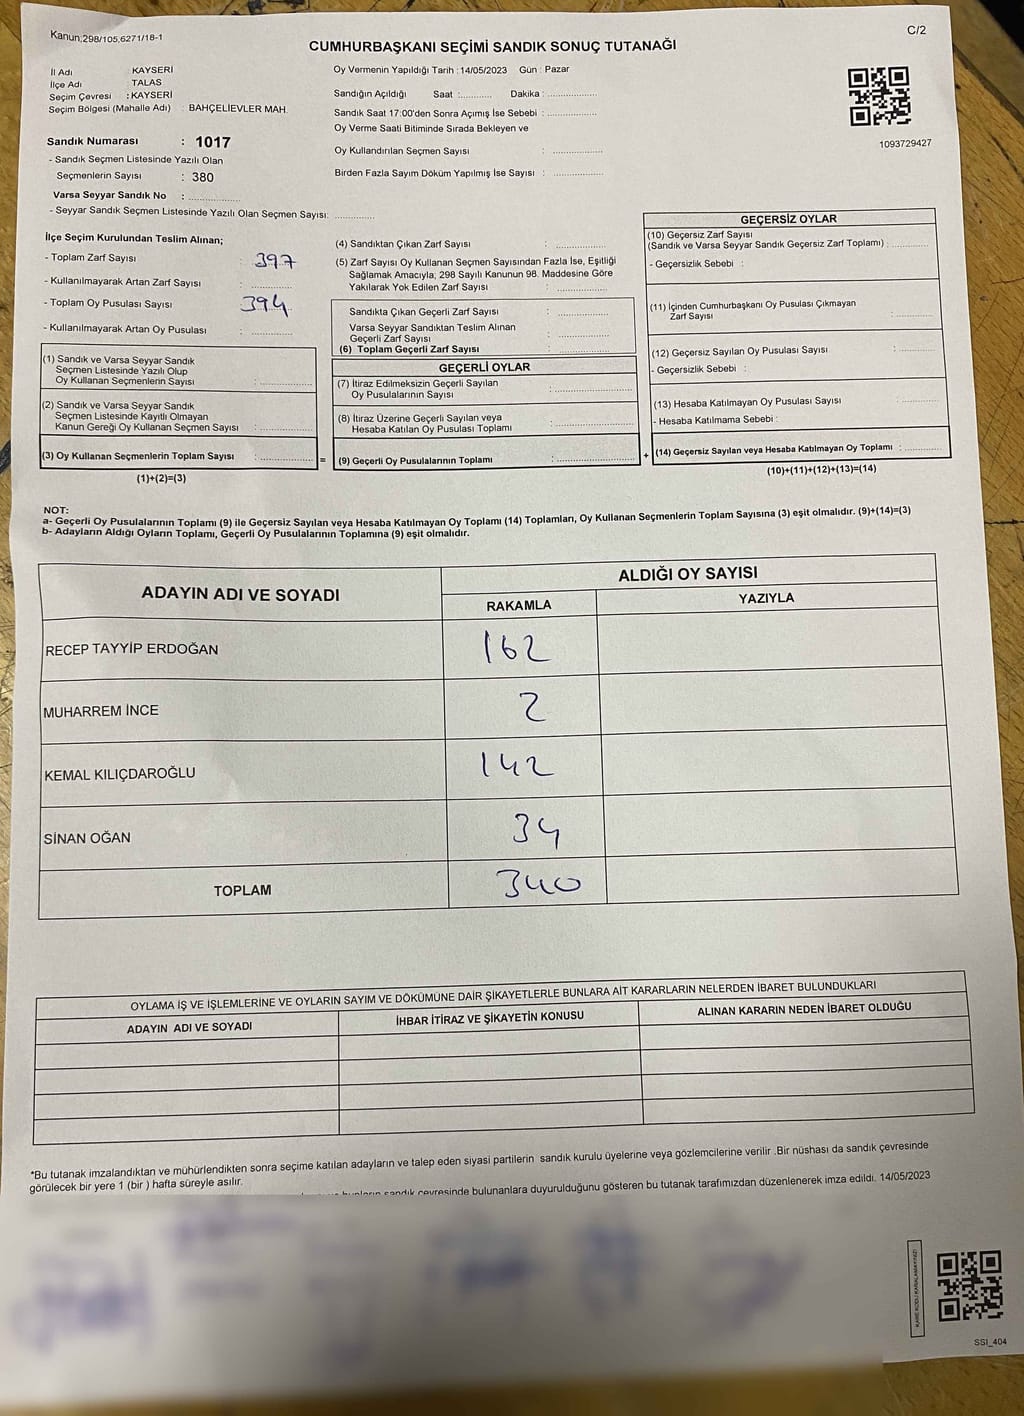 Kanun;298/105,6271/18-1
C/2
CUMHURBAŞKANI SEÇİMİ SANDIK SONUÇ TUTANAĞI
İl Adı : KAYSERİ
İlçe Adı : TALAS
Seçim Çevresi : KAYSERİ
Seçim Bölgesi (Mahalle Adı) : BAHÇELİEVLER MAH.
Sandık Numarası : 1017
- Sandık Seçmen Listesinde Yazılı Olan
Seçmenlerin Sayısı : 380
Varsa Seyyar Sandık No : ................
- Seyyar Sandık Seçmen Listesinde Yazılı Olan Seçmen Sayısı: ............
Oy Vermenin Yapıldığı Tarih : 14/05/2023 Gün : Pazar
Sandığın Açıldığı Saat :.......... Dakika : ...............
Sandık Saat 17:00'den Sonra Açımış İse Sebebi : ...............
Oy Verme Saati Bitiminde Sırada Bekleyen ve
Oy Kullandırılan Seçmen Sayısı : ...............
Birden Fazla Sayım Döküm Yapılmış İse Sayısı : ...............
1093729427
İlçe Seçim Kurulundan Teslim Alınan;
- Toplam Zarf Sayısı : 397
- Kullanılmayarak Artan Zarf Sayısı : ............
- Toplam Oy Pusulası Sayısı : 394
- Kullanılmayarak Artan Oy Pusulası : ............
(1) Sandık ve Varsa Seyyar Sandık
Seçmen Listesinde Yazılı Olup
Oy Kullanan Seçmenlerin Sayısı : ...............
(2) Sandık ve Varsa Seyyar Sandık
Seçmen Listesinde Kayıtlı Olmayan
Kanun Gereği Oy Kullanan Seçmen Sayısı : ...............
(3) Oy Kullanan Seçmenlerin Toplam Sayısı : ...............
(1)+(2)=(3)
=
(4) Sandıktan Çıkan Zarf Sayısı : ...............
(5) Zarf Sayısı Oy Kullanan Seçmen Sayısından Fazla İse, Eşitliği
Sağlamak Amacıyla; 298 Sayılı Kanunun 98. Maddesine Göre
Yakılarak Yok Edilen Zarf Sayısı : ...............
Sandıkta Çıkan Geçerli Zarf Sayısı : ...............
Varsa Seyyar Sandıktan Teslim Alınan
Geçerli Zarf Sayısı : ...............
(6) Toplam Geçerli Zarf Sayısı : ...............
GEÇERLİ OYLAR
(7) İtiraz Edilmeksizin Geçerli Sayılan
Oy Pusulalarının Sayısı : ...............
(8) İtiraz Üzerine Geçerli Sayılan veya
Hesaba Katılan Oy Pusulası Toplamı : ...............
(9) Geçerli Oy Pusulalarının Toplamı : ...............
+
GEÇERSİZ OYLAR
(10) Geçersiz Zarf Sayısı
(Sandık ve Varsa Seyyar Sandık Geçersiz Zarf Toplamı) : ............
- Geçersizlik Sebebi :
(11) İçinden Cumhurbaşkanı Oy Pusulası Çıkmayan
Zarf Sayısı : ............
(12) Geçersiz Sayılan Oy Pusulası Sayısı : ............
- Geçersizlik Sebebi :
(13) Hesaba Katılmayan Oy Pusulası Sayısı : ............
- Hesaba Katılmama Sebebi :
(14) Geçersiz Sayılan veya Hesaba Katılmayan Oy Toplamı : ............
(10)+(11)+(12)+(13)=(14)
NOT:
a- Geçerli Oy Pusulalarının Toplamı (9) ile Geçersiz Sayılan veya Hesaba Katılmayan Oy Toplamı (14) Toplamları, Oy Kullanan Seçmenlerin Toplam Sayısına (3) eşit olmalıdır. (9)+(14)=(3)
b- Adayların Aldığı Oyların Toplamı, Geçerli Oy Pusulalarının Toplamına (9) eşit olmalıdır.
ADAYIN ADI VE SOYADI
ALDIĞI OY SAYISI
RAKAMLA YAZIYLA
RECEP TAYYİP ERDOĞAN 162
MUHARREM İNCE 2
KEMAL KILIÇDAROĞLU 142
SİNAN OĞAN 34
TOPLAM 340
OYLAMA İŞ VE İŞLEMLERİNE VE OYLARIN SAYIM VE DÖKÜMÜNE DAİR ŞİKAYETLERLE BUNLARA AİT KARARLARIN NELERDEN İBARET BULUNDUKLARI
ADAYIN ADI VE SOYADI İHBAR İTİRAZ VE ŞİKAYETİN KONUSU ALINAN KARARIN NEDEN İBARET OLDUĞU
*Bu tutanak imzalandıktan ve mühürlendikten sonra seçime katılan adayların ve talep eden siyasi partilerin sandık kurulu üyelerine veya gözlemcilerine verilir .Bir nüshası da sandık çevresinde
görülecek bir yere 1 (bir ) hafta süreyle asılır.
sandık çevresinde bulunanlara duyurulduğunu gösteren bu tutanak tarafımızdan düzenlenerek imza edildi. 14/05/2023
SSI_404